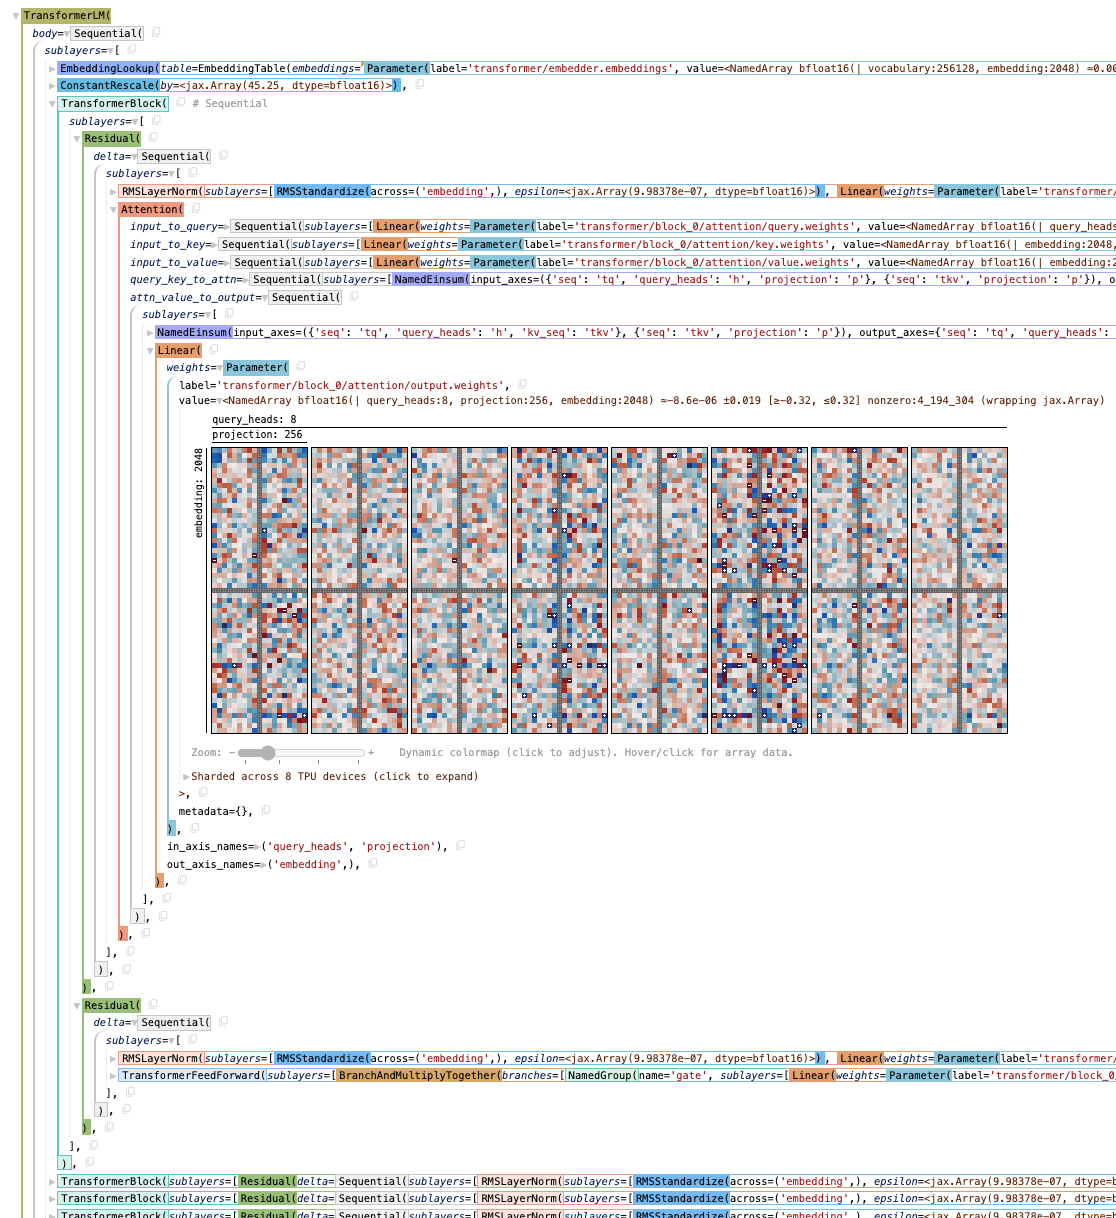 TransformerLM(
body=Sequential(
sublayers=[
EmbeddingLookup(table=EmbeddingTable(embeddings=Parameter(label='transformer/embedder.embeddings', value=<NamedArray bfloat16(| vocabulary:256128, embedding:2048) ≈0.00
ConstantRescale(by=<jax.Array(45.25, dtype=bfloat16)>),
TransformerBlock( # Sequential
sublayers=[
Residual(
delta=Sequential(
sublayers=[
RMSLayerNorm(sublayers=[RMSStandardize(across=('embedding',), epsilon=<jax.Array(9.98378e-07, dtype=bfloat16)>), Linear(weights=Parameter(label='transformer/
Attention(
input_to_query=Sequential(sublayers=[Linear(weights=Parameter(label='transformer/block_0/attention/query.weights', value=<NamedArray bfloat16(| query_heads
input_to_key=Sequential(sublayers=[Linear(weights=Parameter(label='transformer/block_0/attention/key.weights', value=<NamedArray bfloat16(| embedding:2048,
input_to_value=Sequential(sublayers=[Linear(weights=Parameter(label='transformer/block_0/attention/value.weights', value=<NamedArray bfloat16(| embedding:2
query_key_to_attn=Sequential(sublayers=[NamedEinsum(input_axes=({'seq': 'tq', 'query_heads': 'h', 'projection': 'p'}, {'seq': 'tkv', 'projection': 'p'}), o
attn_value_to_output=Sequential(
sublayers=[
NamedEinsum(input_axes=({'seq': 'tq', 'query_heads': 'h', 'kv_seq': 'tkv'}, {'seq': 'tkv', 'projection': 'p'}), output_axes={'seq': 'tq', 'query_heads':
Linear(
weights=Parameter(
label='transformer/block_0/attention/output.weights',
value=<NamedArray bfloat16(| query_heads:8, projection:256, embedding:2048) ≈-8.6e-06 ±0.019 [≥-0.32, ≤0.32] nonzero:4_194_304 (wrapping jax.Array)
query_heads: 8
projection: 256
embedding: 2048
Zoom: − + Dynamic colormap (click to adjust). Hover/click for array data.
Sharded across 8 TPU devices (click to expand)
>,
metadata={},
),
in_axis_names=('query_heads', 'projection'),
out_axis_names=('embedding',),
),
],
),
),
],
),
),
Residual(
delta=Sequential(
sublayers=[
RMSLayerNorm(sublayers=[RMSStandardize(across=('embedding',), epsilon=<jax.Array(9.98378e-07, dtype=bfloat16)>), Linear(weights=Parameter(label='transformer/
TransformerFeedForward(sublayers=[BranchAndMultiplyTogether(branches=[NamedGroup(name='gate', sublayers=[Linear(weights=Parameter(label='transformer/block_0
],
),
),
],
),
TransformerBlock(sublayers=[Residual(delta=Sequential(sublayers=[RMSLayerNorm(sublayers=[RMSStandardize(across=('embedding',), epsilon=<jax.Array(9.98378e-07, dtype=b
TransformerBlock(sublayers=[Residual(delta=Sequential(sublayers=[RMSLayerNorm(sublayers=[RMSStandardize(across=('embedding',), epsilon=<jax.Array(9.98378e-07, dtype=b
TransformerBlock(sublayers=[Residual(delta=Sequential(sublayers=[RMSLayerNorm(sublayers=[RMSStandardize(across=('embedding',), epsilon=<jax.Array(9.98378e-07, dtype=b